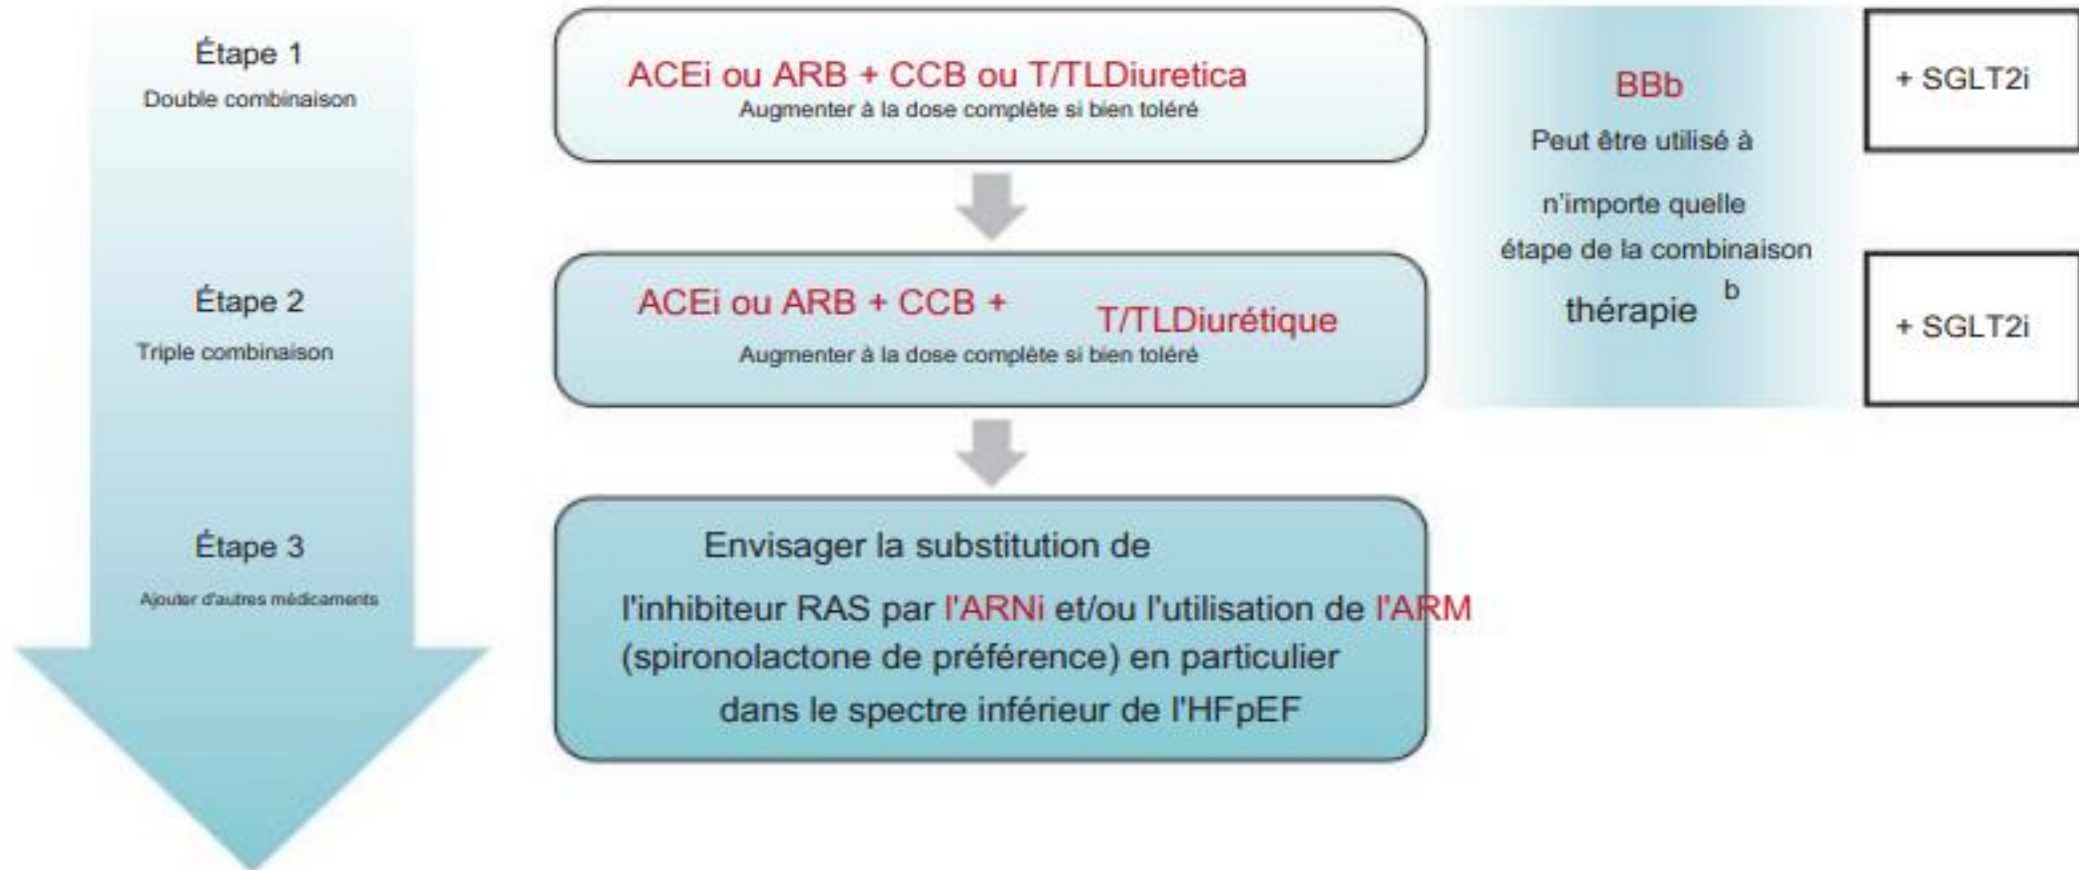 Étape 1
Double combinaison
ACEi ou ARB + CCB ou T/TLDiuretica
Augmenter à la dose complète si bien toléré
BBb
Peut être utilisé à
n'importe quelle
étape de la combinaison
thérapie b
+ SGLT2i
Étape 2
Triple combinaison
ACEi ou ARB + CCB + T/TLDiurétique
Augmenter à la dose complète si bien toléré
+ SGLT2i
Étape 3
Ajouter d'autres médicaments
Envisager la substitution de
l'inhibiteur RAS par l'ARNi et/ou l'utilisation de l'ARM
(spironolactone de préférence) en particulier
dans le spectre inférieur de l'HFpEF